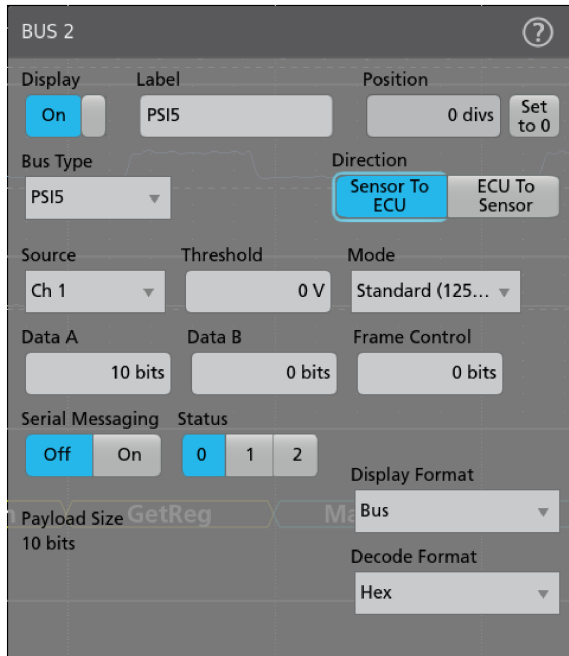 BUS 2
?
Display Label Position
On PSI5 0 divs Set to 0
Bus Type Direction
PSI5 Sensor To ECU ECU To Sensor
Source Threshold Mode
Ch 1 0 V Standard (125...
Data A Data B Frame Control
10 bits 0 bits 0 bits
Serial Messaging Status
Off On 0 1 2
Display Format
Payload Size GetReg Bus
10 bits
Decode Format
Hex